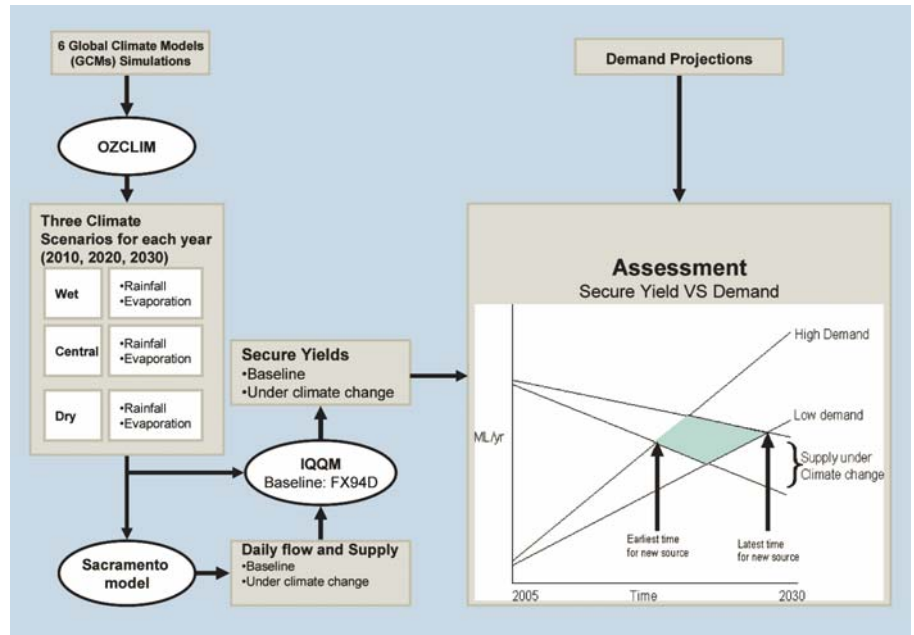 6 Global Climate Models
(GCMs) Simulations
OZCLIM
Three Climate
Scenarios for each year
(2010, 2020, 2030)
Wet
•Rainfall
•Evaporation
Central
•Rainfall
•Evaporation
Dry
•Rainfall
•Evaporation
Sacramento
model
Daily flow and Supply
•Baseline
•Under climate change
IQQM
Baseline: FX94D
Secure Yields
•Baseline
•Under climate change
Demand Projections
Assessment
Secure Yield VS Demand
High Demand
Low demand
ML/yr
Supply under
Climate change
Earliest time
for new source
Latest time
for new source
2005
Time
2030